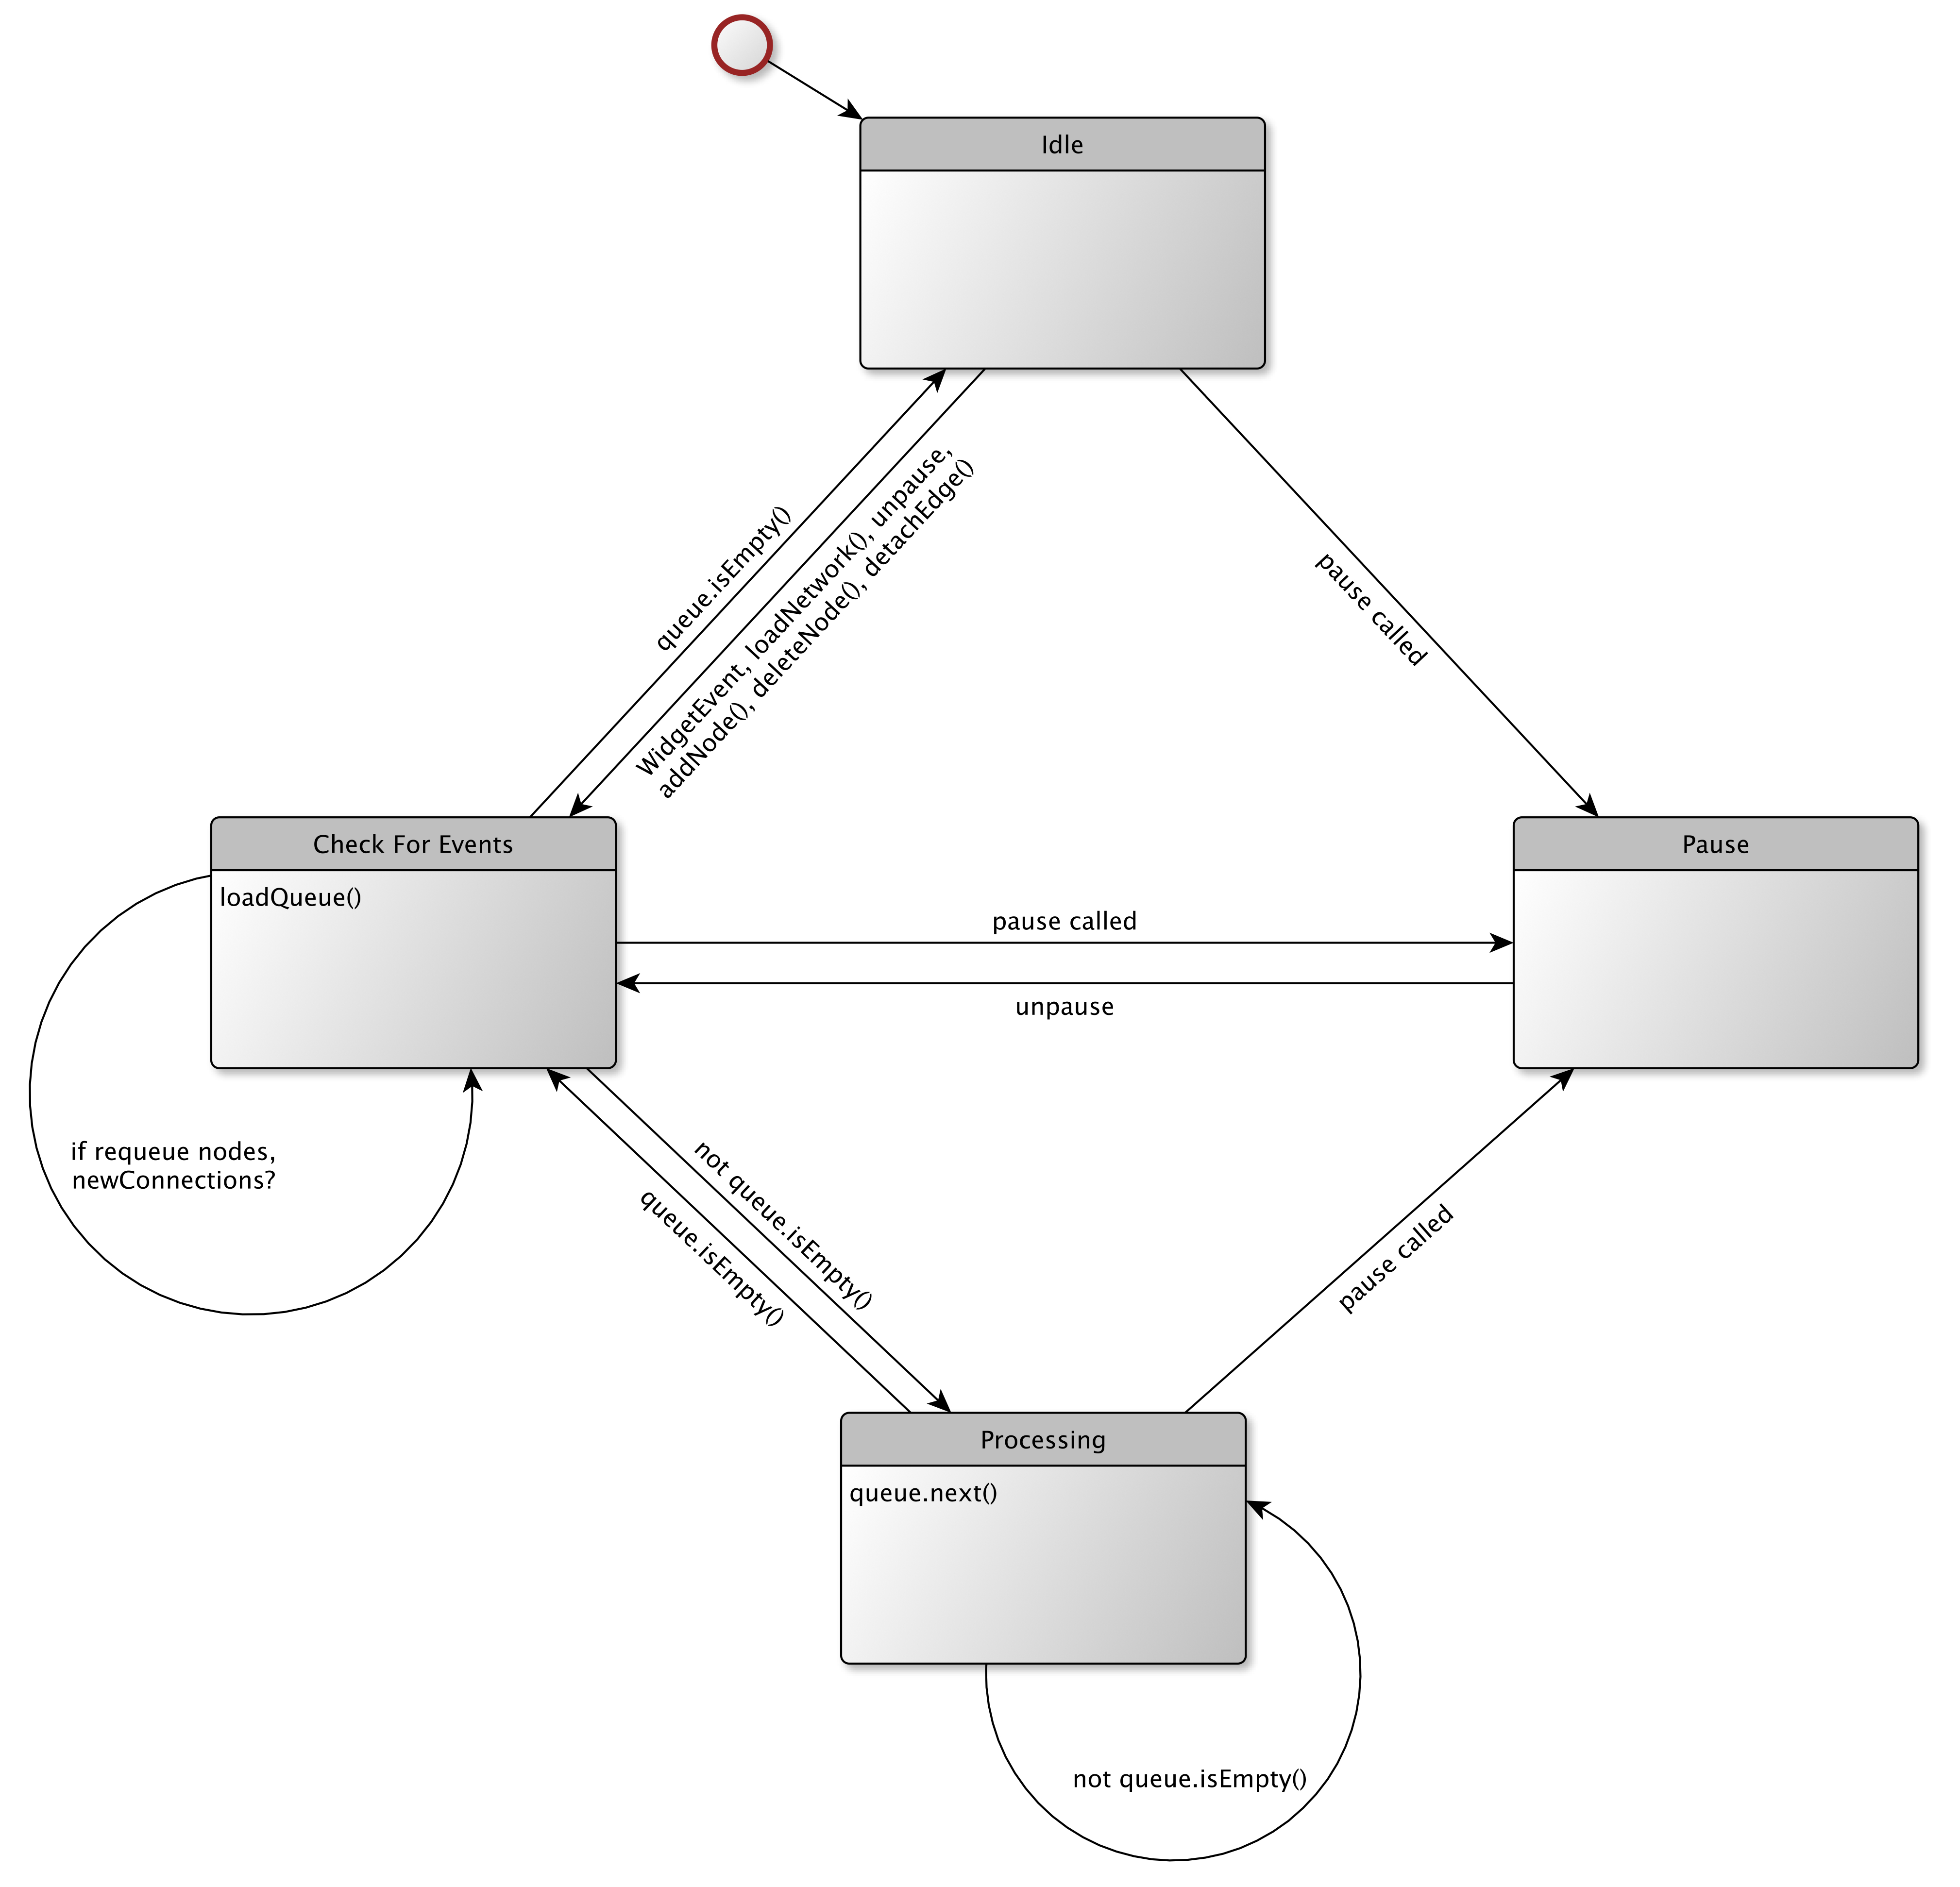 Idle
queue.isEmpty()
WidgetEvent, loadNetwork(), unpause,
addNode(), deleteNode(), detachEdge()
pause called
Check For Events
loadQueue()
Pause
pause called
unpause
if requeue nodes,
newConnections?
not queue.isEmpty()
queue.isEmpty()
pause called
Processing
queue.next()
not queue.isEmpty()